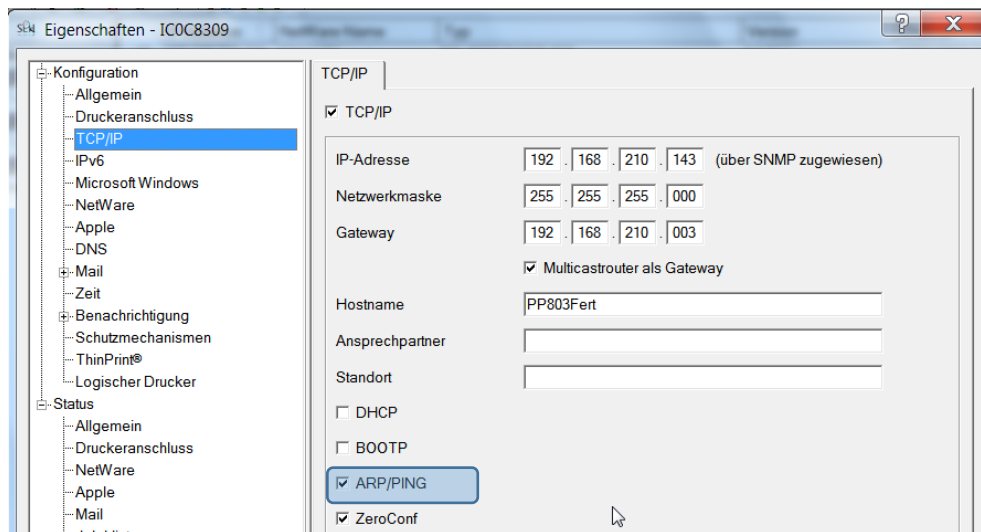 SEH Eigenschaften - IC0C8309
Konfiguration
Allgemein
Druckeranschluss
TCP/IP
IPv6
Microsoft Windows
NetWare
Apple
DNS
Mail
Zeit
Benachrichtigung
Schutzmechanismen
ThinPrint®
Logischer Drucker
Status
Allgemein
Druckeranschluss
NetWare
Apple
Mail
TCP/IP
TCP/IP
IP-Adresse 192 . 168 . 210 . 143 (über SNMP zugewiesen)
Netzwerkmaske 255 . 255 . 255 . 000
Gateway 192 . 168 . 210 . 003
Multicastrouter als Gateway
Hostname PP803Fert
Ansprechpartner
Standort
DHCP
BOOTP
ARP/PING
ZeroConf